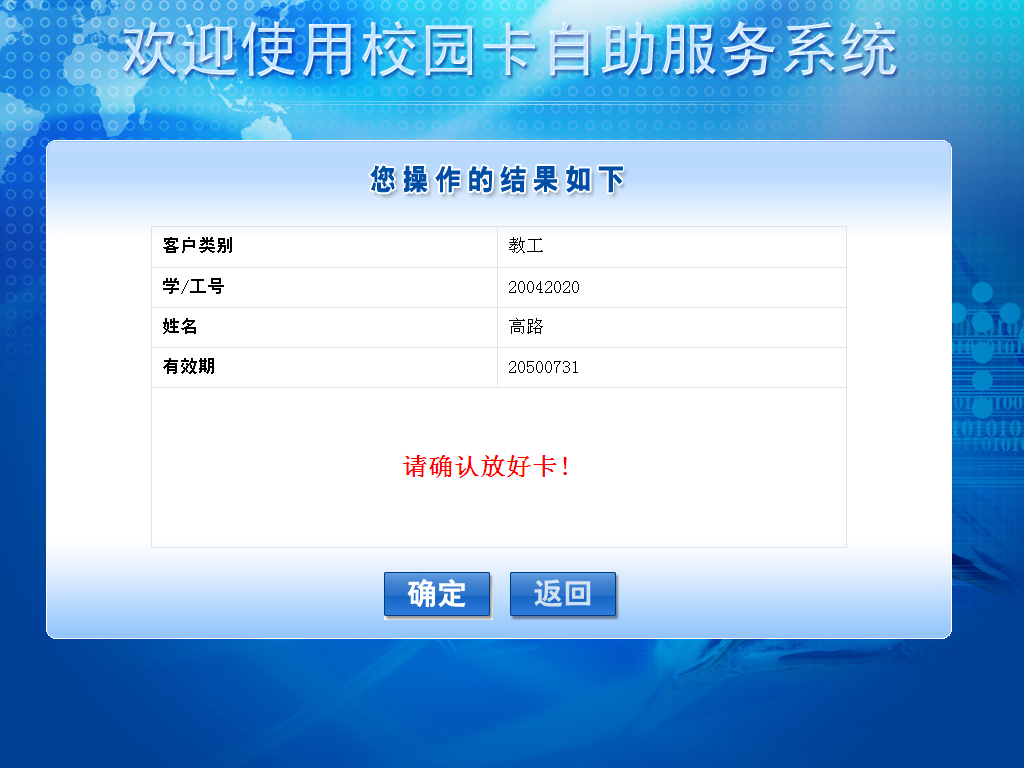 欢迎使用校园卡自助服务系统
您操作的结果如下
客户类别 教工
学/工号 20042020
姓名 高路
有效期 20500731
请确认放好卡！
确定 返回